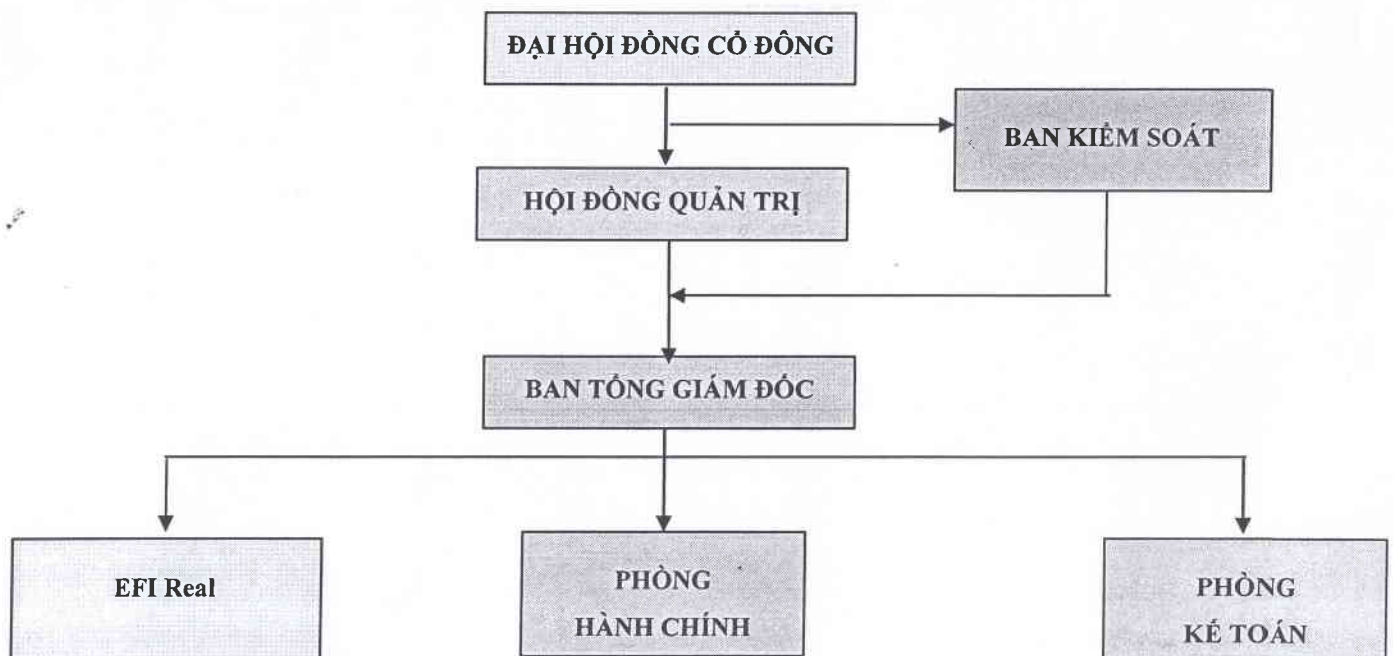 ĐẠI HỘI ĐỒNG CỔ ĐÔNG
BAN KIỂM SOÁT
HỘI ĐỒNG QUẢN TRỊ
BAN TỔNG GIÁM ĐỐC
EFI Real
PHÒNG
HÀNH CHÍNH
PHÒNG
KẾ TOÁN